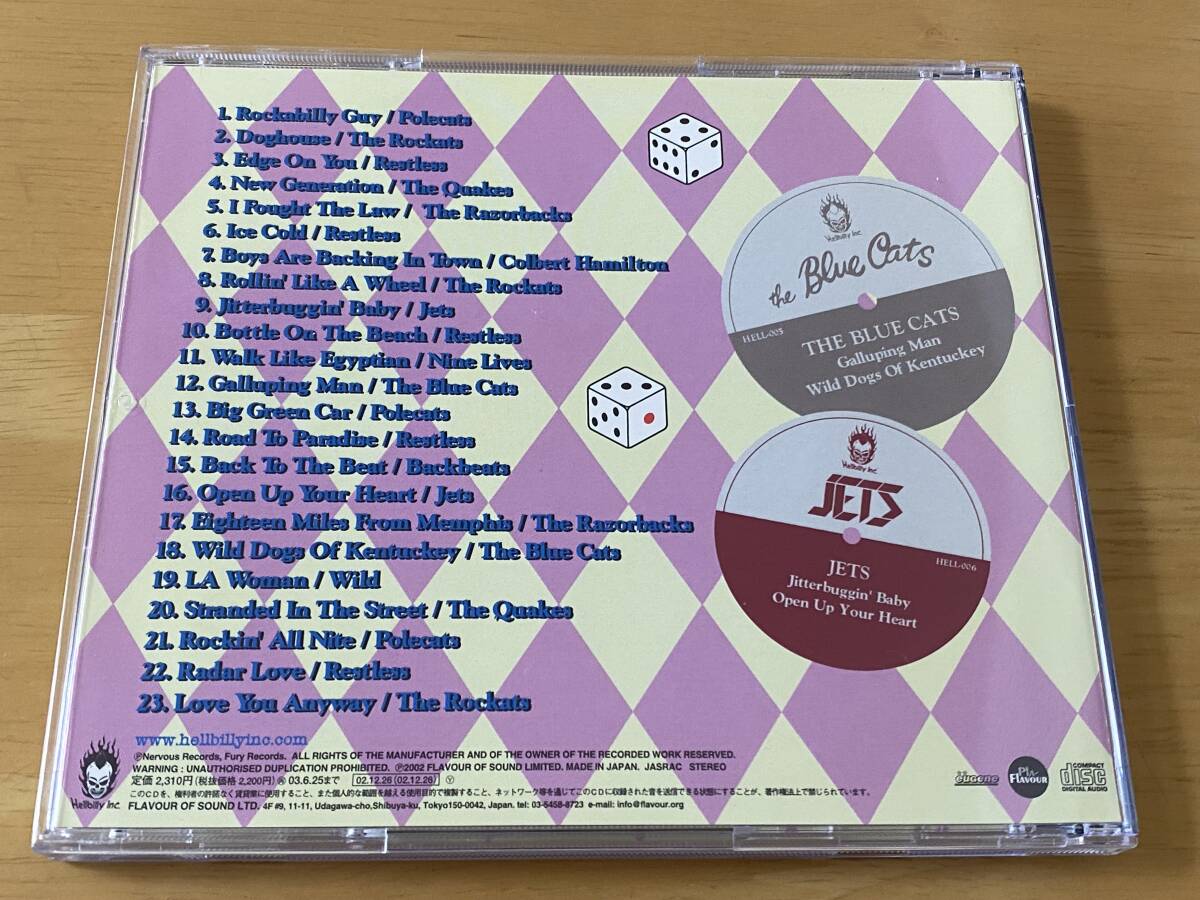 1. Rockabilly Guy / Polecats
2. Doghouse / The Rockats
3. Edge On You / Restless
4. New Generation / The Quakes
5. I Fought The Law / The Razorbacks
6. Ice Cold / Restless
7. Boys Are Backing In Town / Colbert Hamilton
8. Rollin' Like A Wheel / The Rockats
9. Jitterbuggin' Baby / Jets
10. Bottle On The Beach / Restless
11. Walk Like Egyptian / Nine Lives
12. Galluping Man / The Blue Cats
13. Big Green Car / Polecats
14. Road To Paradise / Restless
15. Back To The Beat / Backbeats
16. Open Up Your Heart / Jets
17. Eighteen Miles From Memphis / The Razorbacks
18. Wild Dogs Of Kentuckey / The Blue Cats
19. LA Woman / Wild
20. Stranded In The Street / The Quakes
21. Rockin' All Nite / Polecats
22. Radar Love / Restless
23. Love You Anyway / The Rockats
Hellbilly Inc.
the Blue Cats
HELL-005
THE BLUE CATS
Galluping Man
Wild Dogs Of Kentuckey
Hellbilly Inc.
JETS
HELL-006
JETS
Jitterbuggin' Baby
Open Up Your Heart
www.hellbillyinc.com
℗Nervous Records, Fury Records. ALL RIGHTS OF THE MANUFACTURER AND OF THE OWNER OF THE RECORDED WORK RESERVED.
WARNING : UNAUTHORISED DUPLICATION PROHIBITED. ℗2002 FLAVOUR OF SOUND LIMITED. MADE IN JAPAN. JASRAC STEREO
定価 2,310円(税抜価格 2,200円) 再 03.6.25まで 02.12.26 (02.12.26) Y
このCDを、権利者の許諾なく賃貸業に使用すること、また個人的な範囲を越える使用目的で複製すること、ネットワーク等を通じてこのCDに収録された音を送信できる状態にすることが、著作権法上で禁じられています。
FLAVOUR OF SOUND LTD. 4F #9, 11-11, Udagawa-cho,Shibuya-ku, Tokyo150-0042, Japan. tel: 03-5458-8723 e-mail: info@flavour.org
Hellbilly Inc.
eugene
FLAVOUR
COMPACT
disc
DIGITAL AUDIO